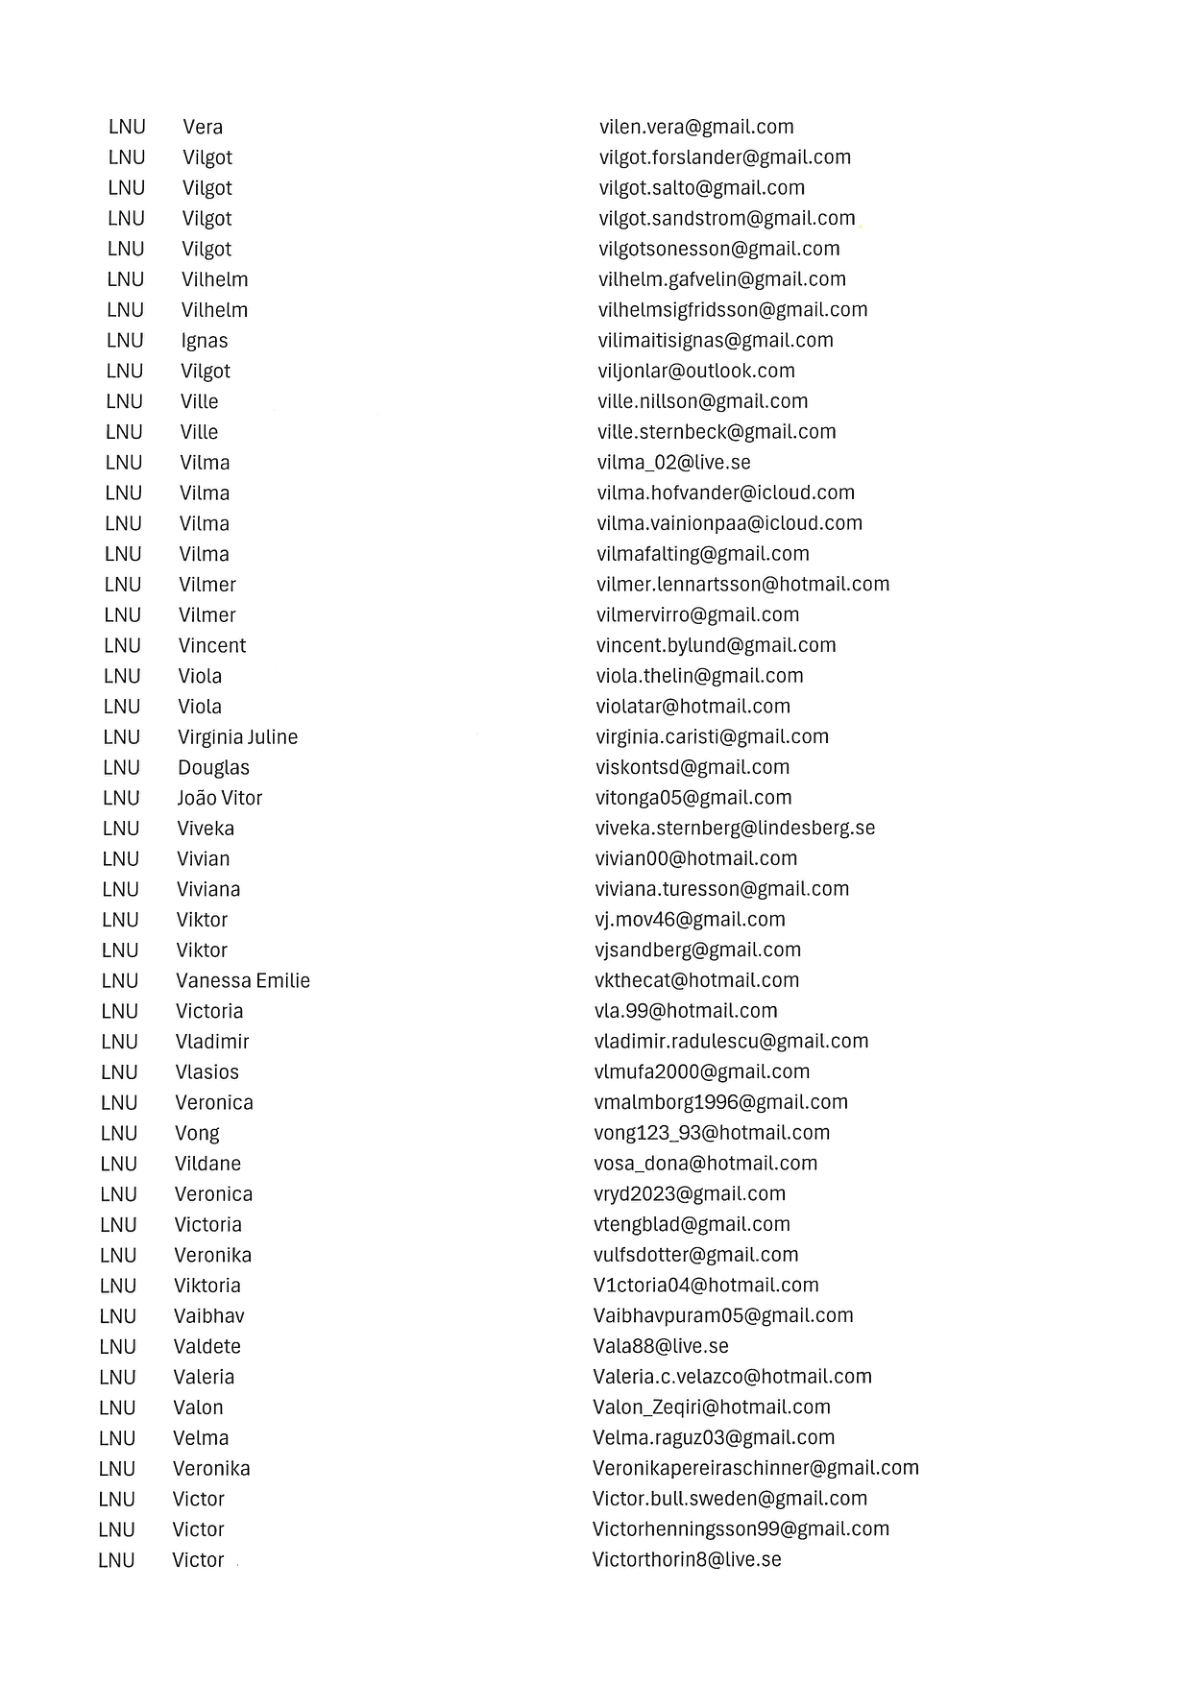 LNU Vera vilen.vera@gmail.com
LNU Vilgot vilgot.forslander@gmail.com
LNU Vilgot vilgot.salto@gmail.com
LNU Vilgot vilgot.sandstrom@gmail.com
LNU Vilgot vilgotsonesson@gmail.com
LNU Vilhelm vilhelm.gafvelin@gmail.com
LNU Vilhelm vilhelmsigfridsson@gmail.com
LNU Ignas vilimaitisignas@gmail.com
LNU Vilgot viljonlar@outlook.com
LNU Ville ville.nillson@gmail.com
LNU Ville ville.sternbeck@gmail.com
LNU Vilma vilma_02@live.se
LNU Vilma vilma.hofvander@icloud.com
LNU Vilma vilma.vainionpaa@icloud.com
LNU Vilma vilmafalting@gmail.com
LNU Vilmer vilmer.lennartsson@hotmail.com
LNU Vilmer vilmervirro@gmail.com
LNU Vincent vincent.bylund@gmail.com
LNU Viola viola.thelin@gmail.com
LNU Viola violatar@hotmail.com
LNU Virginia Juline virginia.caristi@gmail.com
LNU Douglas viskontsd@gmail.com
LNU João Vitor vitonga05@gmail.com
LNU Viveka viveka.sternberg@lindesberg.se
LNU Vivian vivian00@hotmail.com
LNU Viviana viviana.turesson@gmail.com
LNU Viktor vj.mov46@gmail.com
LNU Viktor vjsandberg@gmail.com
LNU Vanessa Emilie vkthecat@hotmail.com
LNU Victoria vla.99@hotmail.com
LNU Vladimir vladimir.radulescu@gmail.com
LNU Vlasios vlmufa2000@gmail.com
LNU Veronica vmalmborg1996@gmail.com
LNU Vong vong123_93@hotmail.com
LNU Vildane vosa_dona@hotmail.com
LNU Veronica vryd2023@gmail.com
LNU Victoria vtengblad@gmail.com
LNU Veronika vulfsdotter@gmail.com
LNU Viktoria V1ctoria04@hotmail.com
LNU Vaibhav Vaibhavpuram05@gmail.com
LNU Valdete Vala88@live.se
LNU Valeria Valeria.c.velazco@hotmail.com
LNU Valon Valon_Zeqiri@hotmail.com
LNU Velma Velma.raguz03@gmail.com
LNU Veronika Veronikapereiraschinner@gmail.com
LNU Victor Victor.bull.sweden@gmail.com
LNU Victor Victorhenningsson99@gmail.com
LNU Victor Victorthorin8@live.se